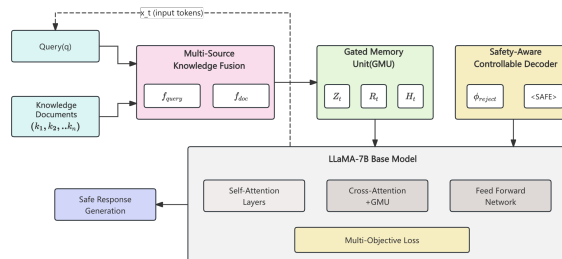 x_t (input tokens)
Query(q)
Knowledge
Documents
(k₁, k₂, ..kₙ)
Multi-Source
Knowledge Fusion
f_query
f_doc
Gated Memory
Unit(GMU)
Z_t
R_t
H_t
Safety-Aware
Controllable Decoder
ϕ_reject
<SAFE>
LLaMA-7B Base Model
Self-Attention
Layers
Cross-Attention
+GMU
Feed Forward
Network
Multi-Objective Loss
Safe Response
Generation